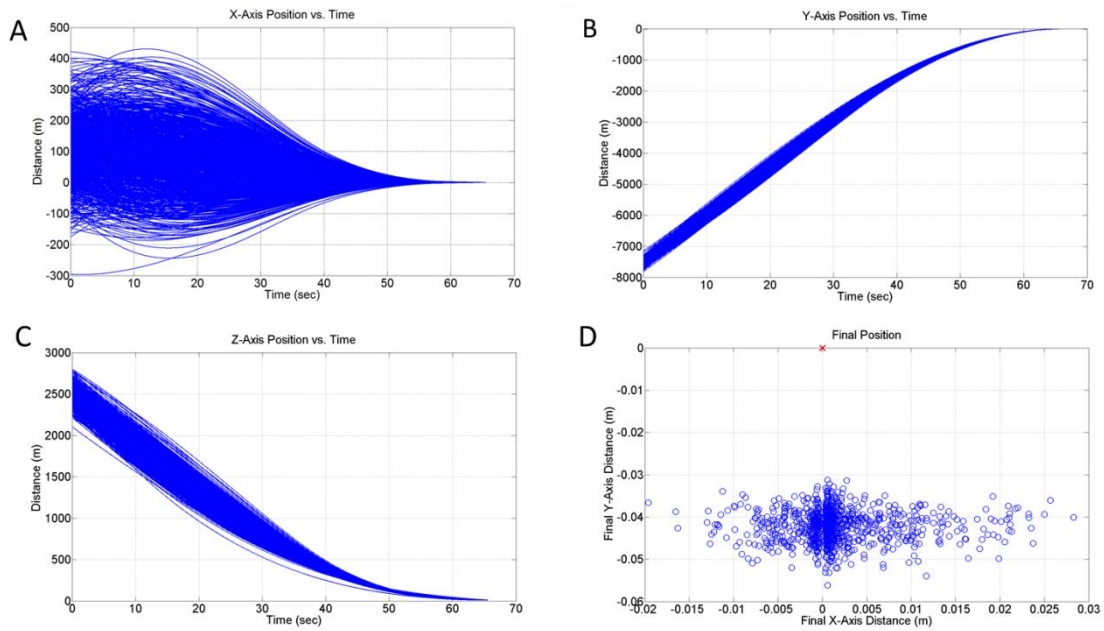 A
X-Axis Position vs. Time
500
400
300
200
100
0
-100
-200
-300
Distance (m)
0 10 20 30 40 50 60 70
Time (sec)
B
Y-Axis Position vs. Time
0
-1000
-2000
-3000
-4000
-5000
-6000
-7000
-8000
Distance (m)
0 10 20 30 40 50 60 70
Time (sec)
C
Z-Axis Position vs. Time
3000
2500
2000
1500
1000
500
0
Distance (m)
0 10 20 30 40 50 60 70
Time (sec)
D
Final Position
0
-0.01
-0.02
-0.03
-0.04
-0.05
-0.06
Final Y-Axis Distance (m)
-0.02 -0.015 -0.01 -0.005 0 0.005 0.01 0.015 0.02 0.025 0.03
Final X-Axis Distance (m)